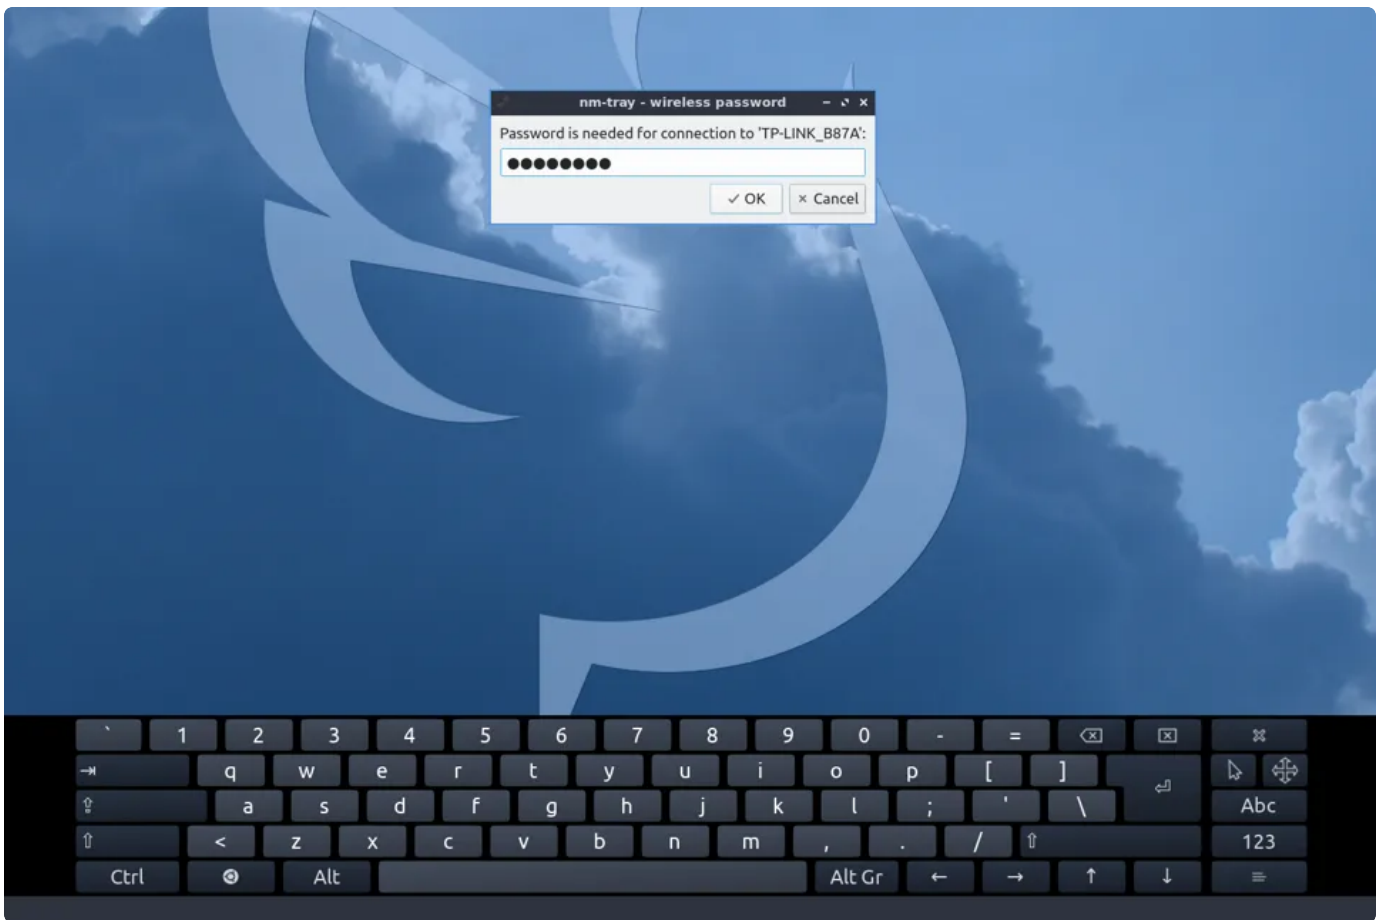 nm-tray - wireless password
Password is needed for connection to 'TP-LINK_B87A':
●●●●●●●●
OK Cancel
` 1 2 3 4 5 6 7 8 9 0 - =
q w e r t y u i o p [ ]
a s d f g h j k l ; ' \ Abc
< z x c v b n m , . / 123
Ctrl Alt Alt Gr ← → ↑ ↓